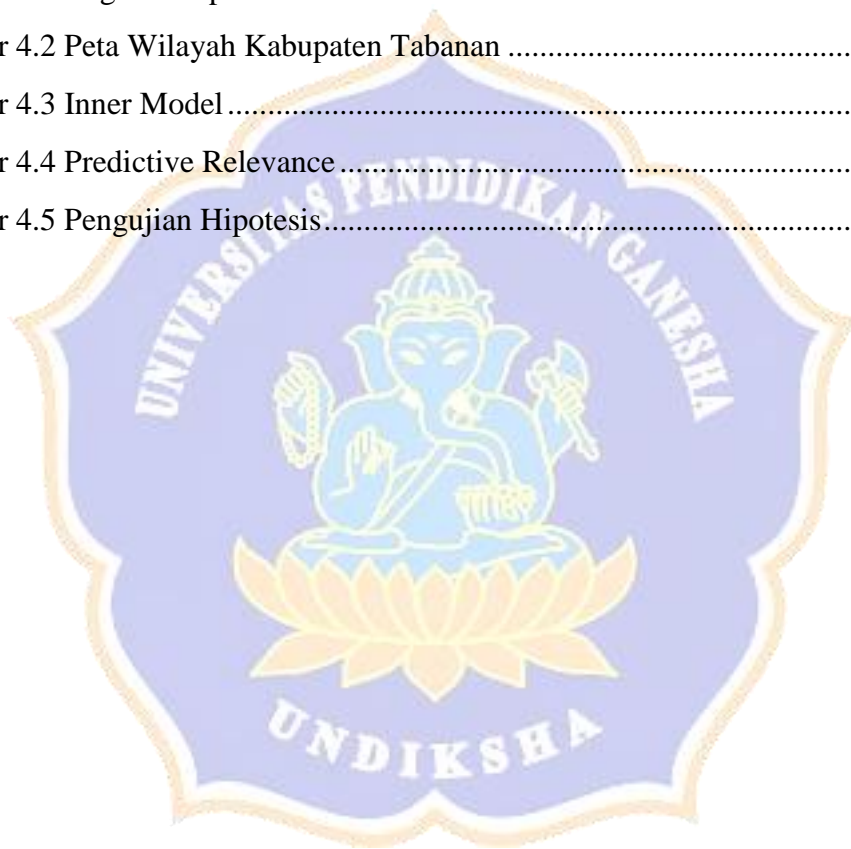 r 4.2 Peta Wilayah Kabupaten Tabanan ...............................................
r 4.3 Inner Model ...........................................................................................
r 4.4 Predictive Relevance .........................................................................
r 4.5 Pengujian Hipotesis ............................................................................
UNIVERSITAS PENDIDIKAN GANESHA
UNDIKSHA